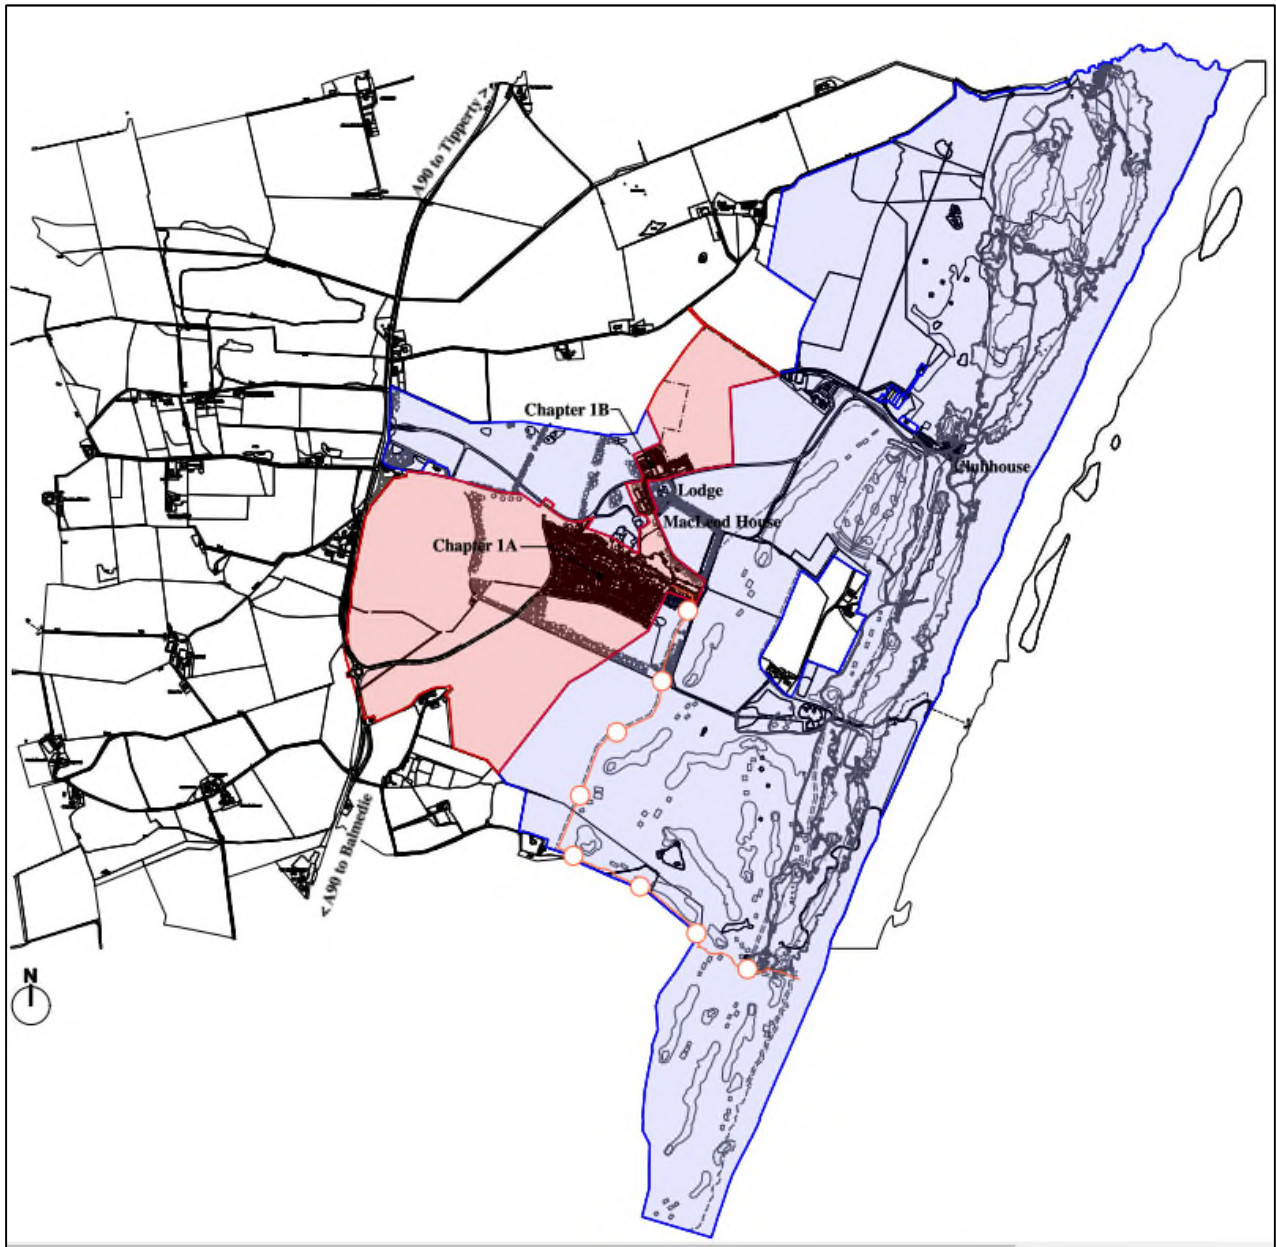 A90 to Tipperty >
Chapter 1B
Clubhouse
Lodge
MacLeod House
Chapter 1A
< A90 to Balmedie
N